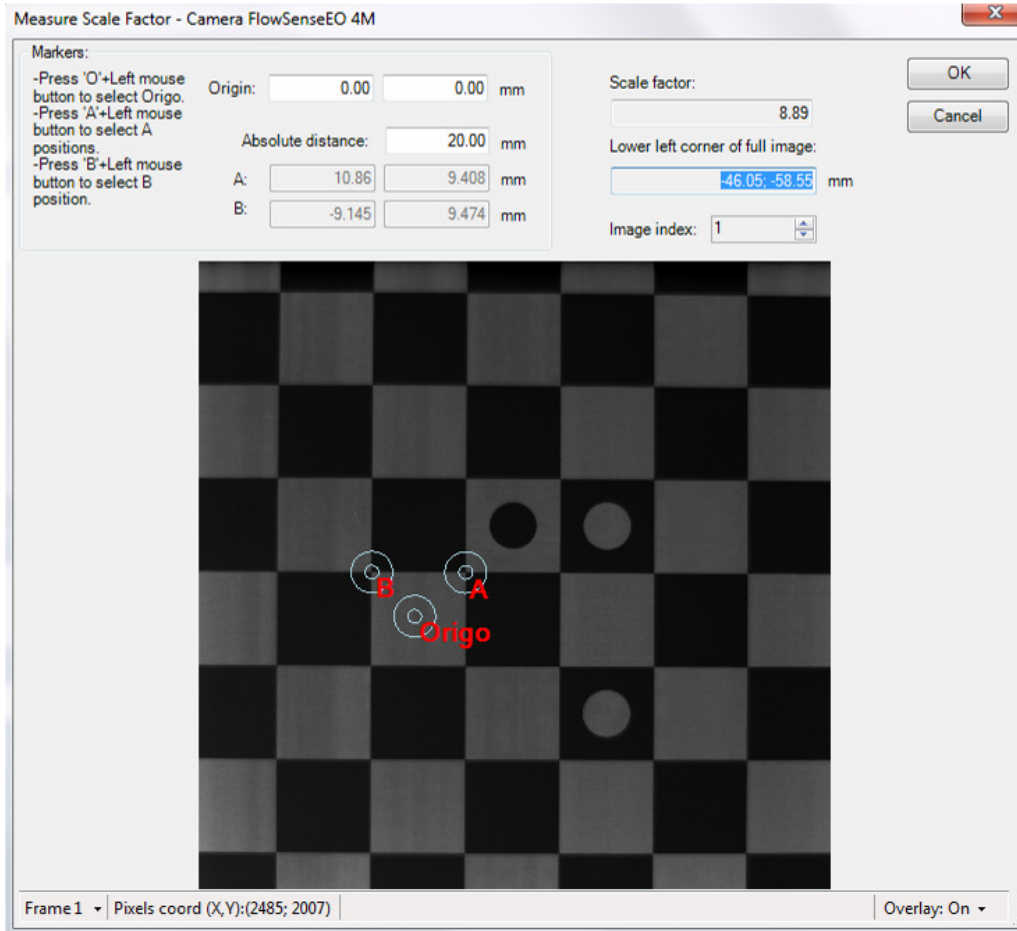 Measure Scale Factor - Camera FlowSenseEO 4M
Markers:
-Press 'O'+Left mouse
button to select Origo.
-Press 'A'+Left mouse
button to select A
positions.
-Press 'B'+Left mouse
button to select B
position.
Origin: 0.00 0.00 mm
Absolute distance: 20.00 mm
A: 10.86 9.408 mm
B: -9.145 9.474 mm
Scale factor:
8.89
Lower left corner of full image:
-46.05; -58.55 mm
Image index: 1
OK
Cancel
B
A
Origo
Frame 1 Pixels coord (X,Y):(2485; 2007) Overlay: On